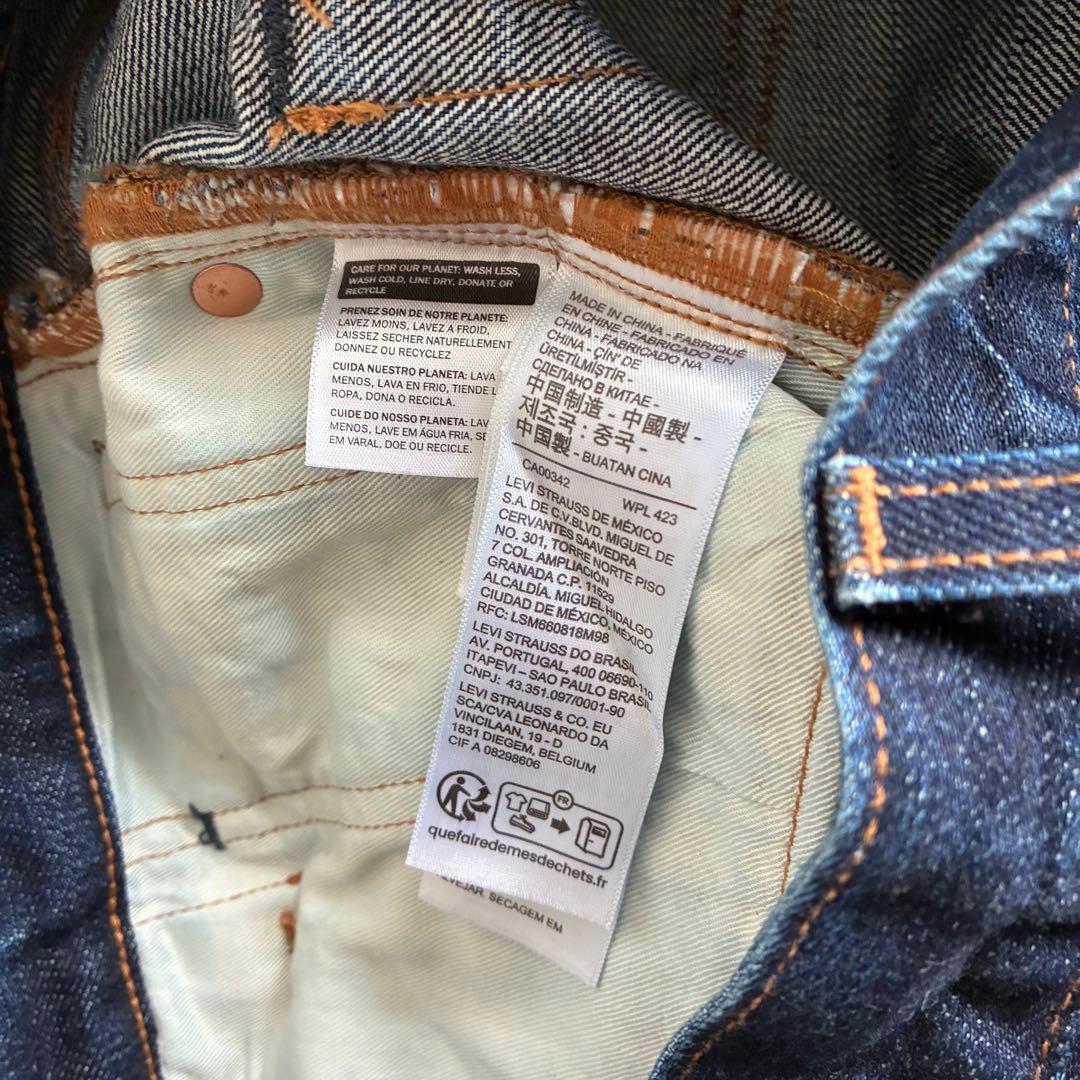 CARE FOR OUR PLANET: WASH LESS,
WASH COLD, LINE DRY, DONATE OR
RECYCLE
PRENEZ SOIN DE NOTRE PLANETE:
LAVEZ MOINS, LAVEZ A FROID,
LAISSEZ SECHER NATURELLEMENT
DONNEZ OU RECYCLEZ
CUIDA NUESTRO PLANETA: LAVA
MENOS, LAVA EN FRIO, TIENDE L
ROPA, DONA O RECICLA.
CUIDE DO NOSSO PLANETA: LAV
MENOS, LAVE EM ÁGUA FRIA, SE
EM VARAL, DOE OU RECICLE.
MADE IN CHINA - FABRIQUÉ
EN CHINE - FABRICADO EN
CHINA - FABRICADO NA
CHINA - ÇİN' DE
ÜRETİLMİŞTİR -
СДЕЛАНО В КИТАЕ -
中国制造 - 中國製 -
제조국 : 중국 -
中国製 - BUATAN CINA
CA00342 WPL 423
LEVI STRAUSS DE MÉXICO
S.A. DE C.V.BLVD. MIGUEL DE
CERVANTES SAAVEDRA
NO. 301, TORRE NORTE PISO
7 COL. AMPLIACIÓN
GRANADA C.P. 11529
ALCALDÍA. MIGUEL HIDALGO
CIUDAD DE MÉXICO, MÉXICO
RFC: LSM660818M98
LEVI STRAUSS DO BRASIL
AV. PORTUGAL, 400 06690-110
ITAPEVI – SAO PAULO BRASIL
CNPJ: 43.351.097/0001-90
LEVI STRAUSS & CO. EU
SCA/CVA LEONARDO DA
VINCILAAN, 19 - D
1831 DIEGEM, BELGIUM
CIF A 08298606
FR
quefairedemesdechets.fr
EVEJAR. SECAGEM EM